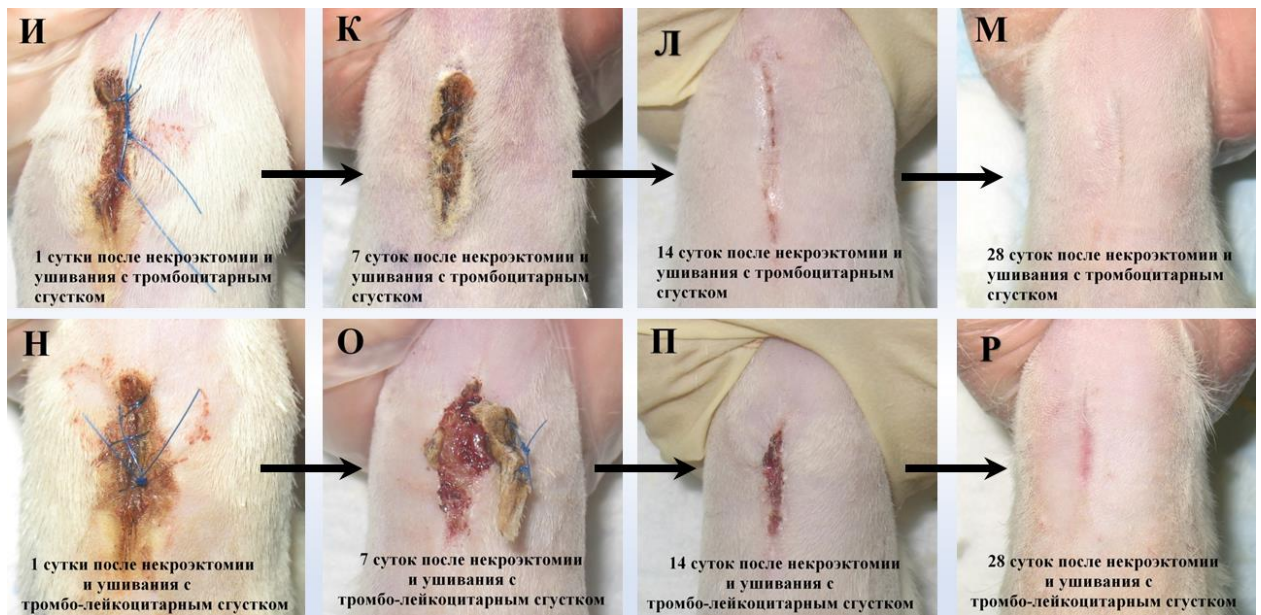 И
К
Л
М
1 сутки после некроэктомии и
ушивания с тромбоцитарным
сгустком
7 суток после некроэктомии и
ушивания с тромбоцитарным
сгустком
14 суток после некроэктомии и
ушивания с тромбоцитарным
сгустком
28 суток после некроэктомии и
ушивания с тромбоцитарным
сгустком
Н
О
П
Р
1 сутки после некроэктомии
и ушивания с
тромбо-лейкоцитарным сгустком
7 суток после некроэктомии
и ушивания с
тромбо-лейкоцитарным сгустком
14 суток после некроэктомии
и ушивания с
тромбо-лейкоцитарным сгустком
28 суток после некроэктомии
и ушивания с
тромбо-лейкоцитарным сгустком